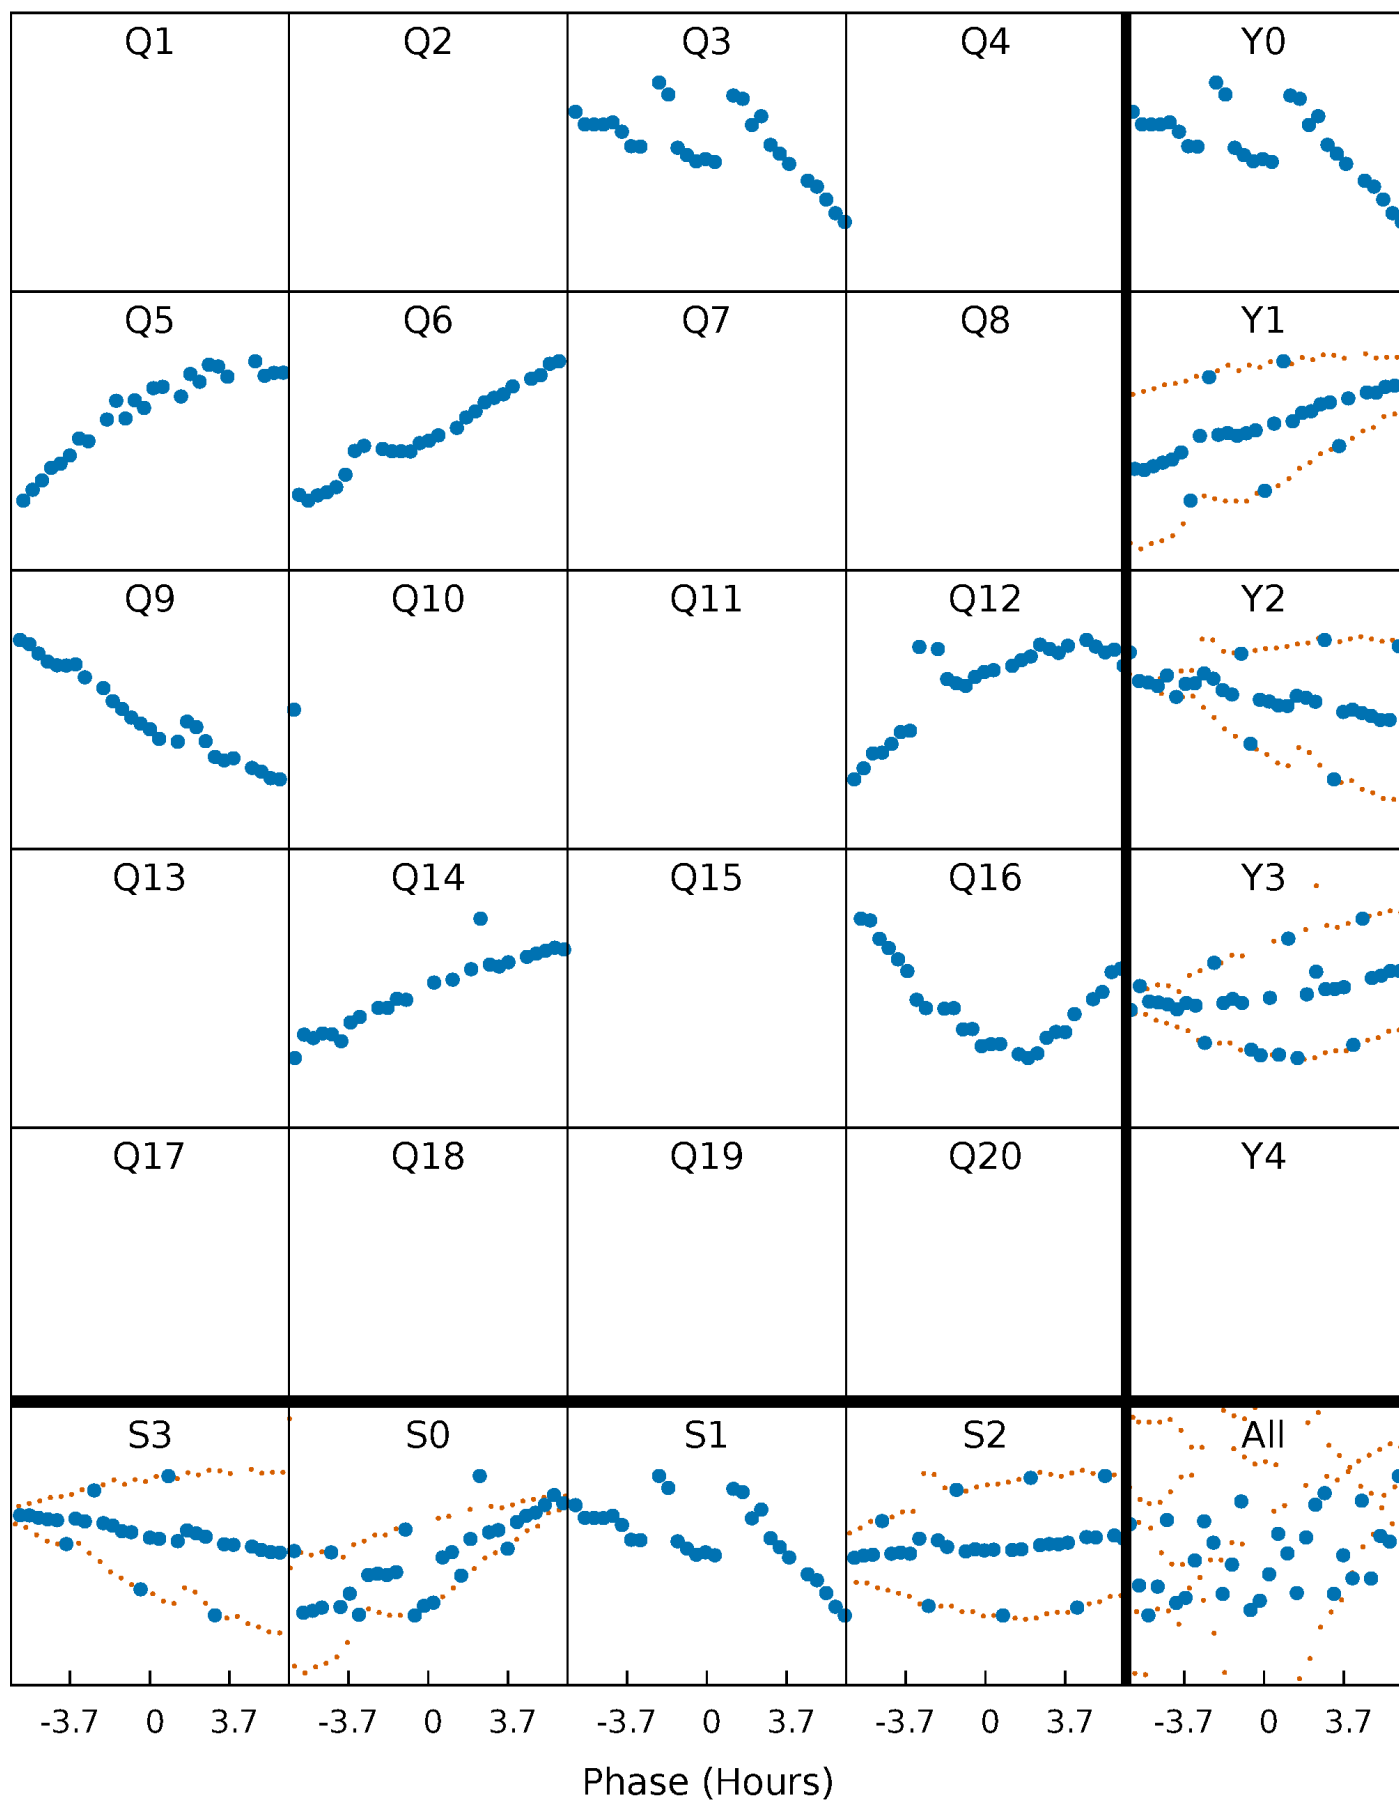 Q1 Q2 Q3 Q4 Y0
Q5 Q6 Q7 Q8 Y1
Q9 Q10 Q11 Q12 Y2
Q13 Q14 Q15 Q16 Y3
Q17 Q18 Q19 Q20 Y4
S3 S0 S1 S2 All
-3.7 0 3.7 -3.7 0 3.7 -3.7 0 3.7 -3.7 0 3.7 -3.7 0 3.7
Phase (Hours)